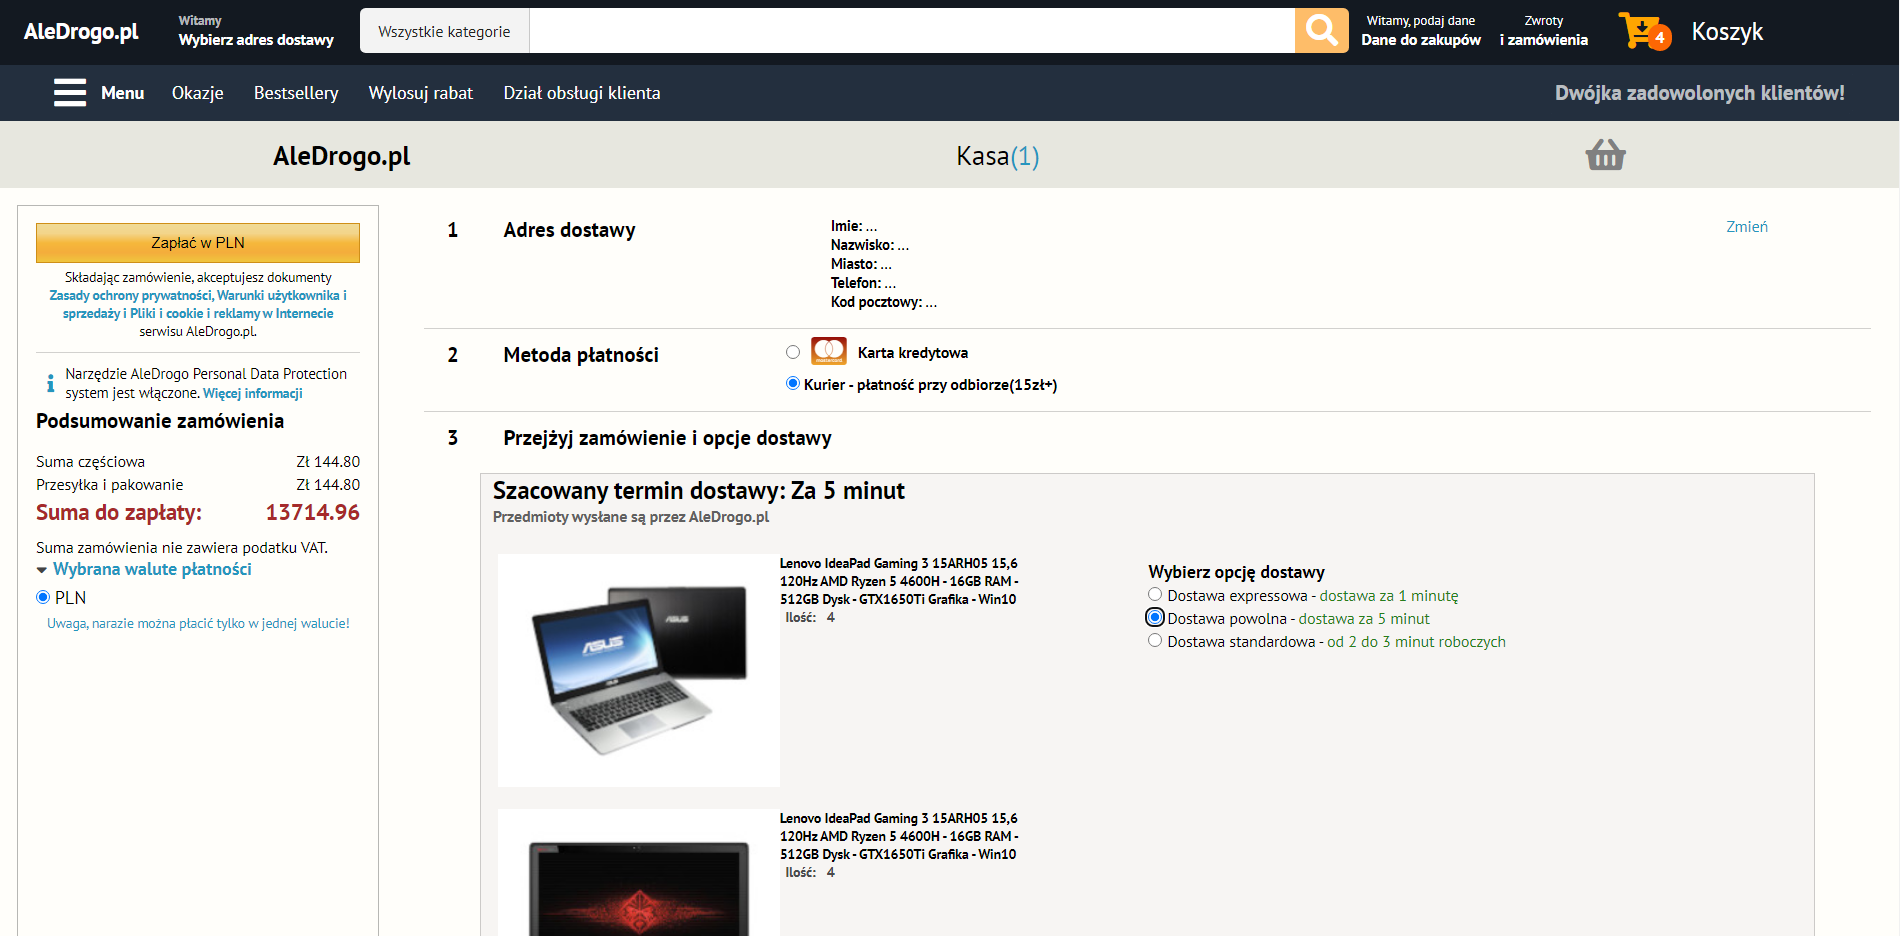 AleDrogo.pl
Witamy
Wybierz adres dostawy
Wszystkie kategorie
Witamy, podaj dane
Dane do zakupów
Zwroty
i zamówienia
4
Koszyk
Menu
Okazje
Bestsellery
Wylosuj rabat
Dział obsługi klienta
Dwójka zadowolonych klientów!
AleDrogo.pl
Kasa(1)
Zapłać w PLN
Składając zamówienie, akceptujesz dokumenty
Zasady ochrony prywatności, Warunki użytkownika i
sprzedaży i Pliki i cookie i reklamy w Internecie
serwisu AleDrogo.pl.
Narzędzie AleDrogo Personal Data Protection
system jest włączone. Więcej informacji
Podsumowanie zamówienia
Suma częściowa Zł 144.80
Przesyłka i pakowanie Zł 144.80
Suma do zapłaty: 13714.96
Suma zamówienia nie zawiera podatku VAT.
Wybrana walute płatności
PLN
Uwaga, narazie można płacić tylko w jednej walucie!
1 Adres dostawy
Imie: ...
Nazwisko: ...
Miasto: ...
Telefon: ...
Kod pocztowy: ...
Zmień
2 Metoda płatności
Karta kredytowa
Kurier - płatność przy odbiorze(15zł+)
3 Przejżyj zamówienie i opcje dostawy
Szacowany termin dostawy: Za 5 minut
Przedmioty wysłane są przez AleDrogo.pl
ASUS
ASUS
Lenovo IdeaPad Gaming 3 15ARH05 15,6
120Hz AMD Ryzen 5 4600H - 16GB RAM -
512GB Dysk - GTX1650Ti Grafika - Win10
Ilość: 4
Wybierz opcję dostawy
Dostawa expressowa - dostawa za 1 minutę
Dostawa powolna - dostawa za 5 minut
Dostawa standardowa - od 2 do 3 minut roboczych
Lenovo IdeaPad Gaming 3 15ARH05 15,6
120Hz AMD Ryzen 5 4600H - 16GB RAM -
512GB Dysk - GTX1650Ti Grafika - Win10
Ilość: 4